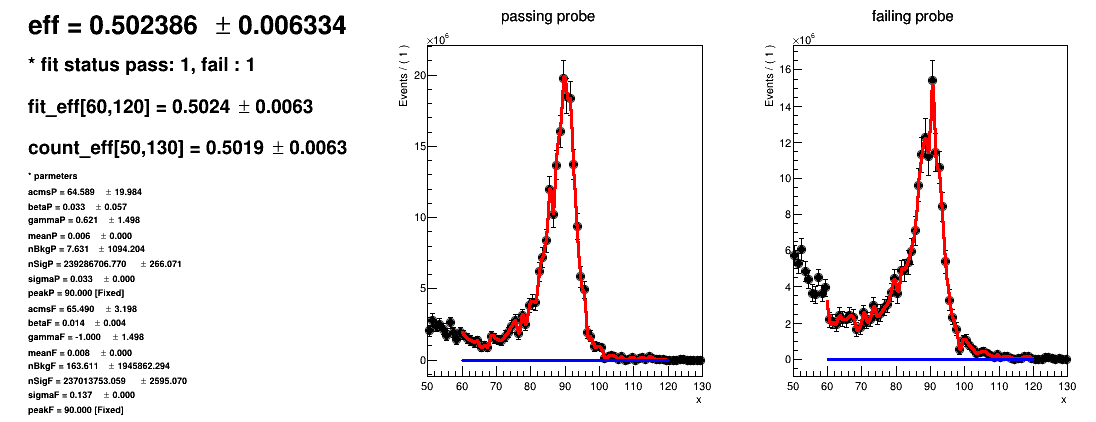 eff = 0.502386 ± 0.006334
* fit status pass: 1, fail : 1
fit_eff[60,120] = 0.5024 ± 0.0063
count_eff[50,130] = 0.5019 ± 0.0063
* parmeters
acmsP = 64.589 ± 19.984
betaP = 0.033 ± 0.057
gammaP = 0.621 ± 1.498
meanP = 0.006 ± 0.000
nBkgP = 7.631 ± 1094.204
nSigP = 239286706.770 ± 266.071
sigmaP = 0.033 ± 0.000
peakP = 90.000 [Fixed]
acmsF = 65.490 ± 3.198
betaF = 0.014 ± 0.004
gammaF = -1.000 ± 1.498
meanF = 0.008 ± 0.000
nBkgF = 163.611 ± 1945862.294
nSigF = 237013753.059 ± 2595.070
sigmaF = 0.137 ± 0.000
peakF = 90.000 [Fixed]
passing probe
×10⁶
Events / ( 1 )
20
15
10
5
0
50 60 70 80 90 100 110 120 130
x
failing probe
×10⁶
Events / ( 1 )
16
14
12
10
8
6
4
2
0
50 60 70 80 90 100 110 120 130
x